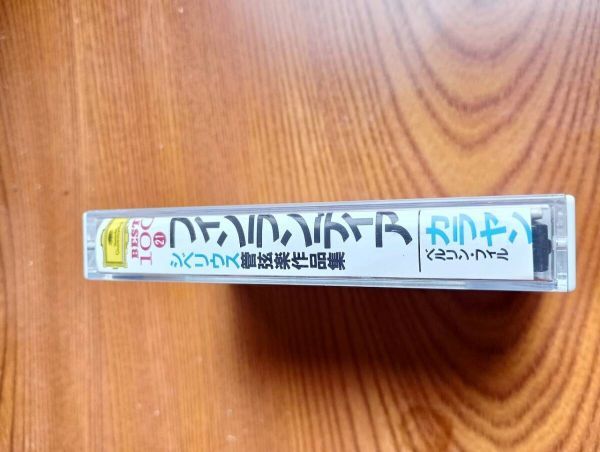 BEST
100
21
フィンランディア
シベリウス管弦楽作品集
カラヤン
ベルリン・フィル